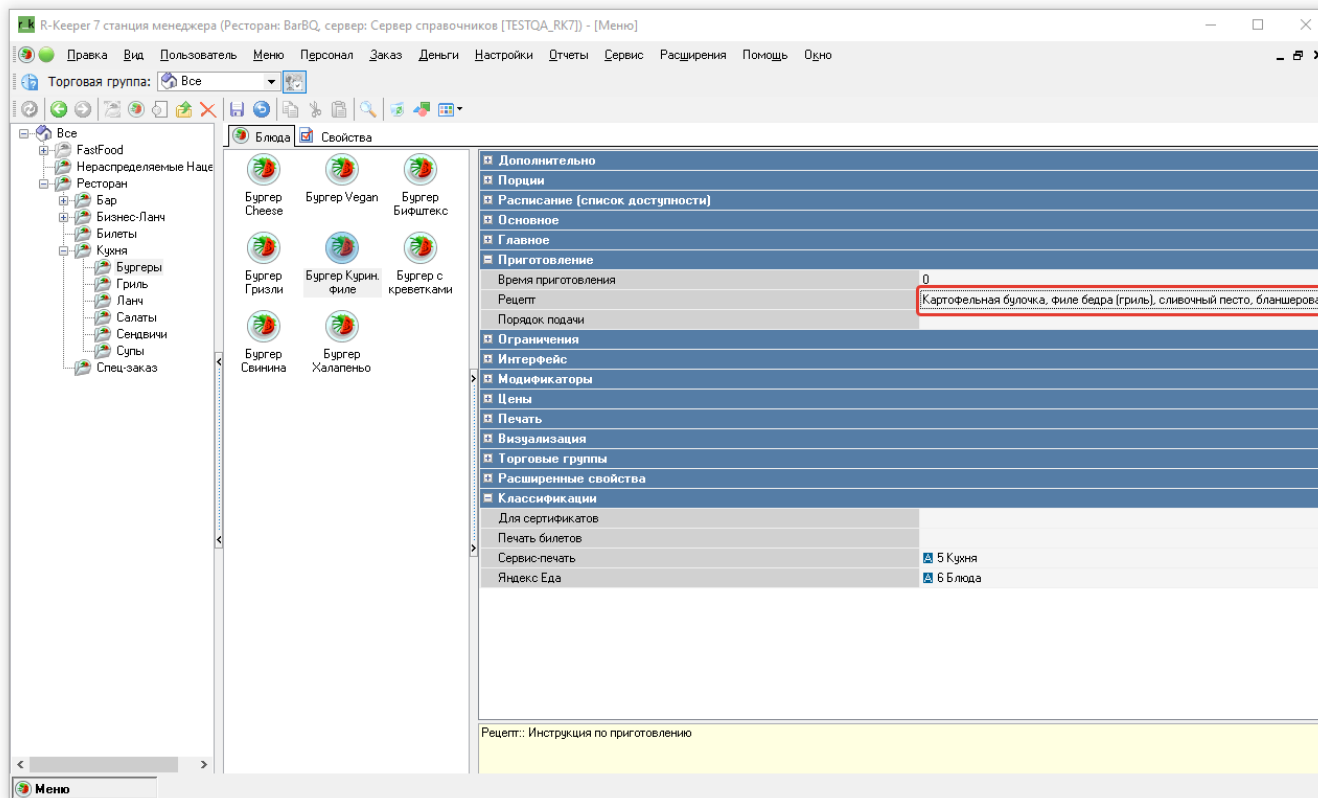 r_k R-Keeper 7 станция менеджера (Ресторан: BarBQ, сервер: Сервер справочников [TESTQA_RK7]) - [Меню]
Правка Вид Пользователь Меню Персонал Заказ Деньги Настройки Отчеты Сервис Расширения Помощь Окно
Торговая группа: Все
Все
FastFood
Нераспределяемые Наце
Ресторан
Бар
Бизнес-Ланч
Билеты
Кухня
Бургеры
Гриль
Ланч
Салаты
Сендвичи
Супы
Спец-заказ
Блюда Свойства
Бургер Cheese
Бургер Vegan
Бургер Бифштекс
Бургер Гризли
Бургер Курин. филе
Бургер с креветками
Бургер Свинина
Бургер Халапеньо
Дополнительно
Порции
Расписание (список доступности)
Основное
Главное
Приготовление
Время приготовления 0
Рецепт Картофельная булочка, филе бедра (гриль), сливочный песто, бланширова
Порядок подачи
Ограничения
Интерфейс
Модификаторы
Цены
Печать
Визуализация
Торговые группы
Расширенные свойства
Классификации
Для сертификатов
Печать билетов
Сервис-печать 5 Кухня
Яндекс Еда 6 Блюда
Рецепт:: Инструкция по приготовлению
Меню